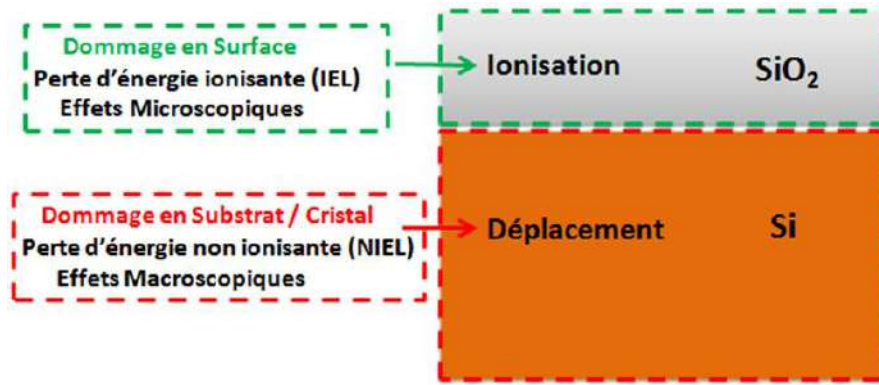 Dommage en Surface
Perte d'énergie ionisante (IEL)
Effets Microscopiques
Ionisation
SiO₂
Dommage en Substrat / Cristal
Perte d'énergie non ionisante (NIEL)
Effets Macroscopiques
Déplacement
Si